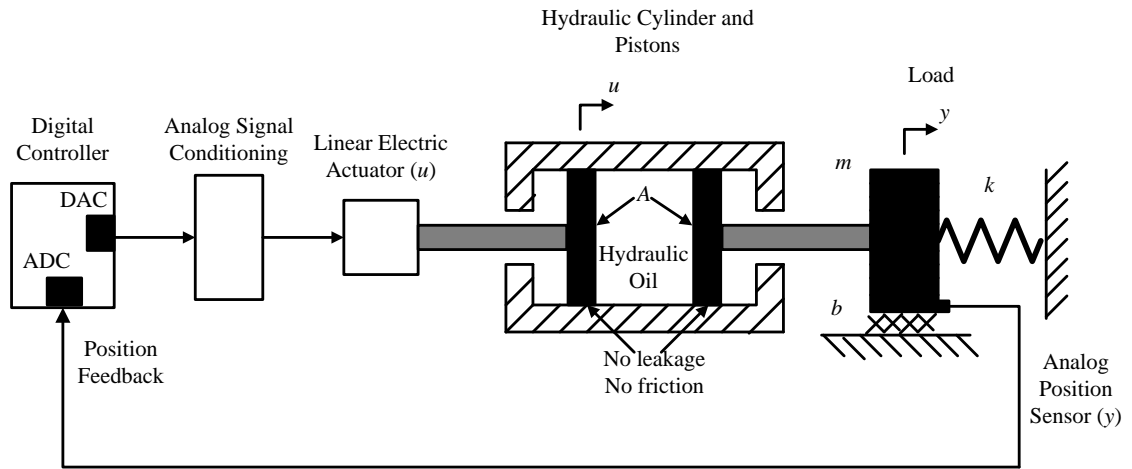 Hydraulic Cylinder and
Pistons
u
Load
y
Digital
Controller
Analog Signal
Conditioning
Linear Electric
Actuator (u)
m
k
DAC
A
ADC
Hydraulic
Oil
b
No leakage
No friction
Position
Feedback
Analog
Position
Sensor (y)